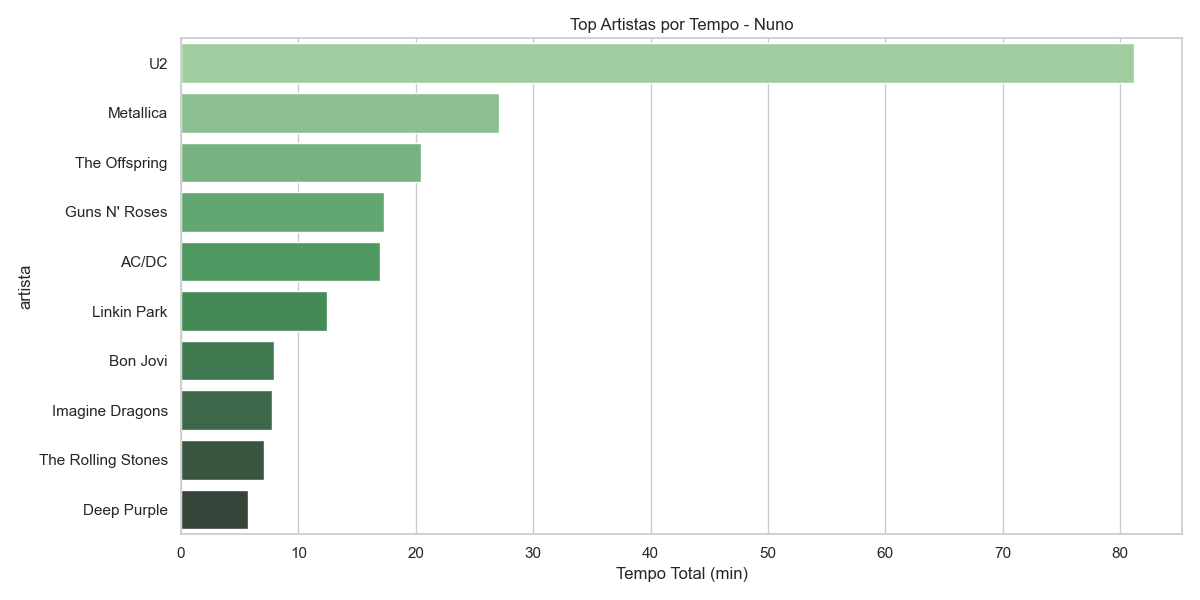 Top Artistas por Tempo - Nuno
U2
Metallica
The Offspring
Guns N' Roses
AC/DC
Linkin Park
Bon Jovi
Imagine Dragons
The Rolling Stones
Deep Purple
artista
0 10 20 30 40 50 60 70 80
Tempo Total (min)